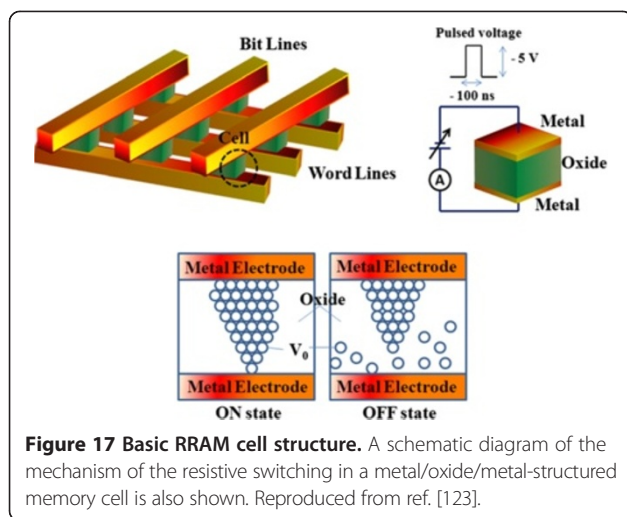 Bit Lines
Cell
Word Lines
Pulsed voltage
~ 5 V
~ 100 ns
Metal
Oxide
Metal
A
Metal Electrode
Metal Electrode
Oxide
V₀
Metal Electrode
Metal Electrode
ON state
OFF state
Figure 17 Basic RRAM cell structure. A schematic diagram of the
mechanism of the resistive switching in a metal/oxide/metal-structured
memory cell is also shown. Reproduced from ref. [123].